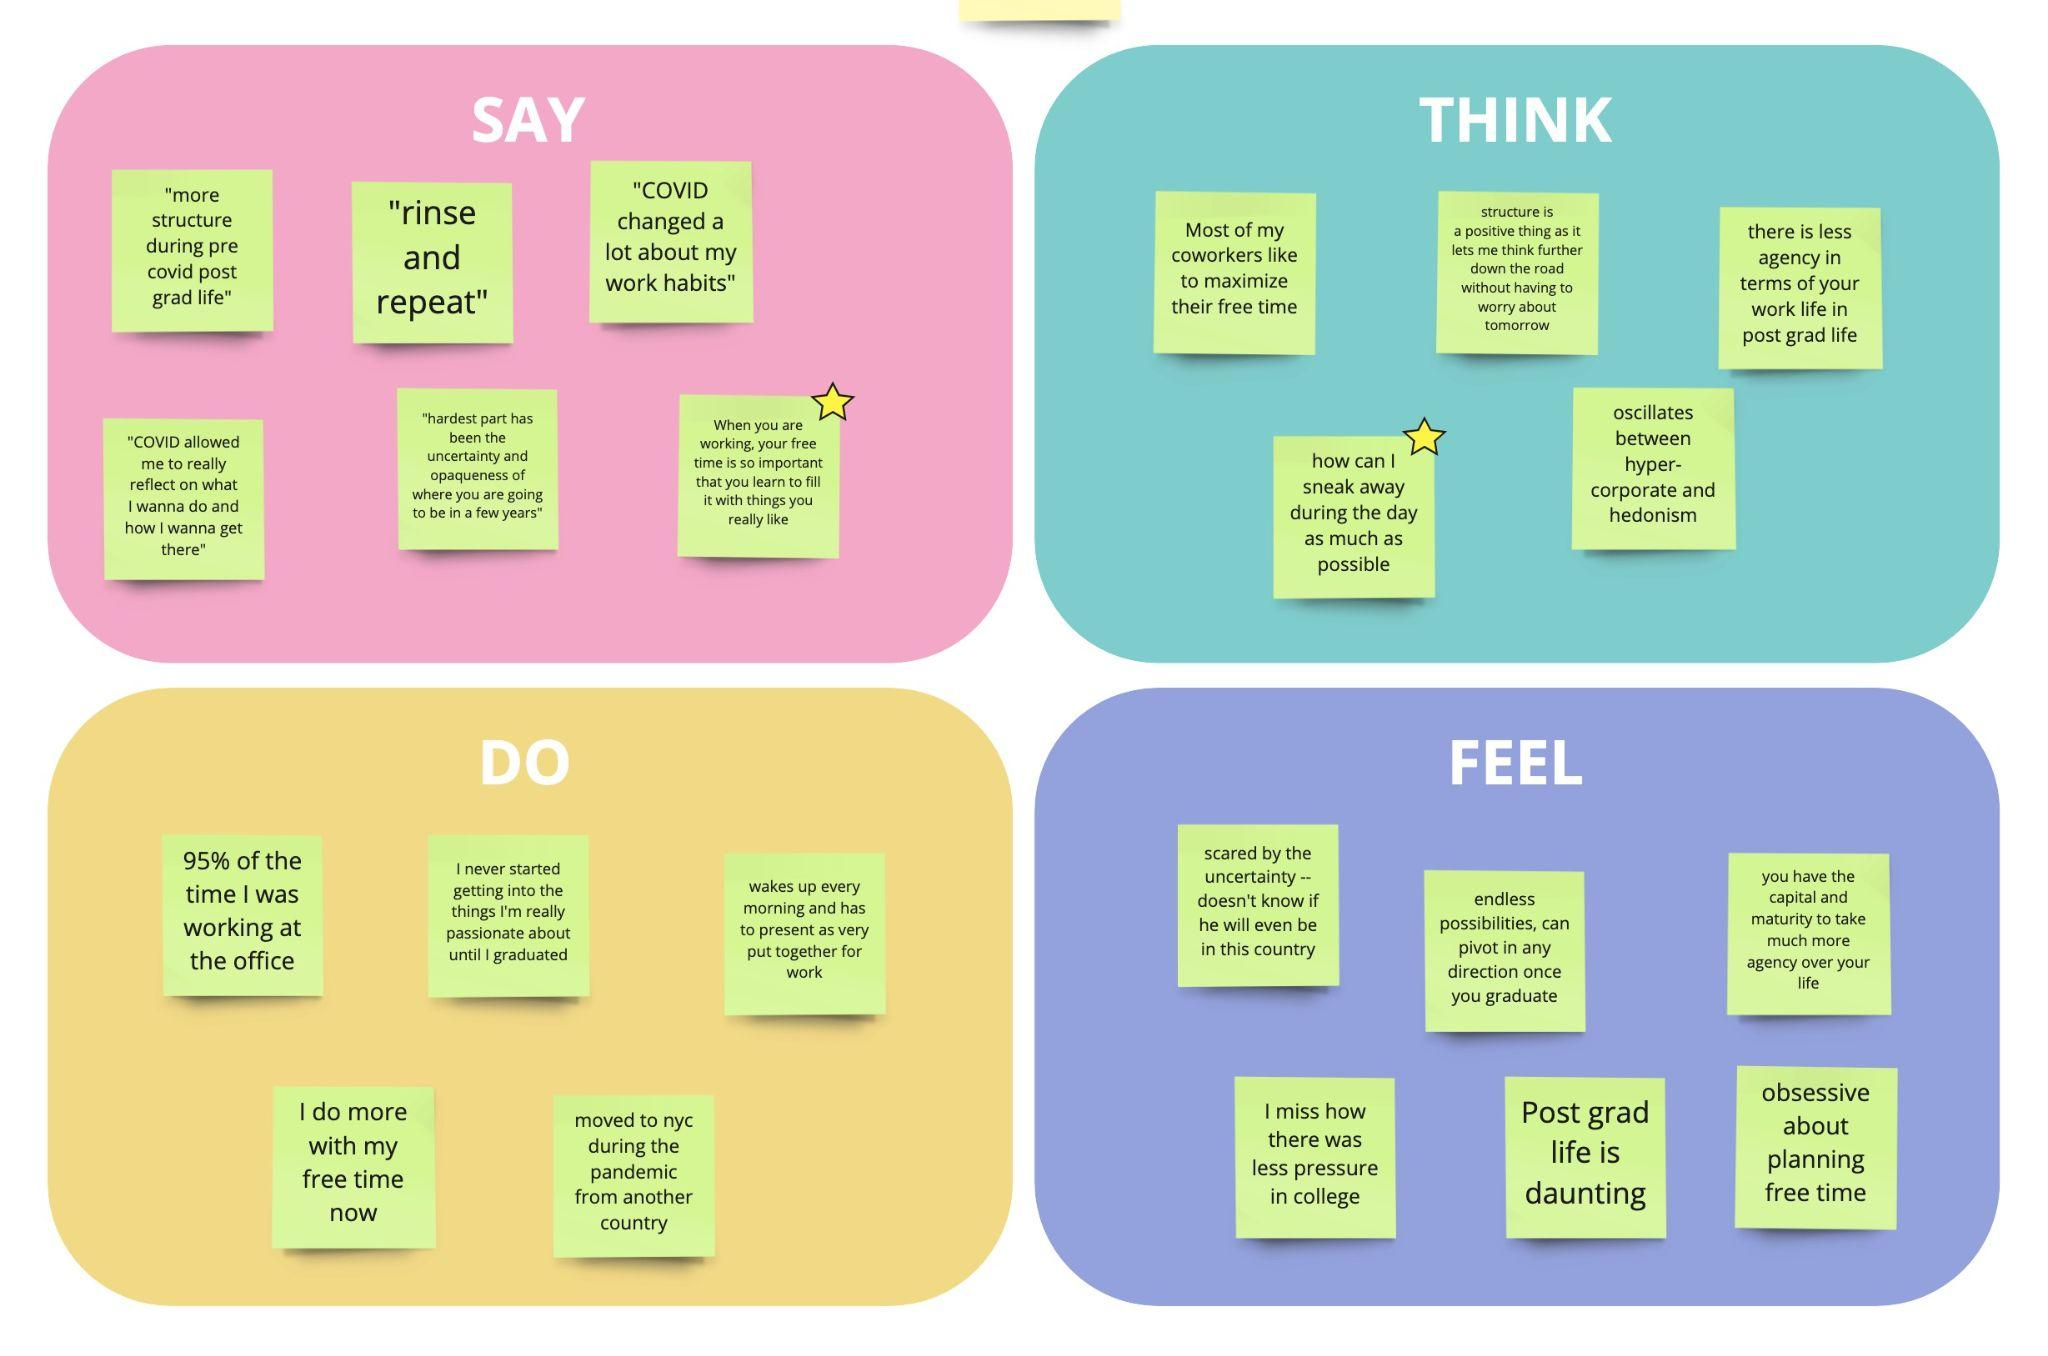 SAY
"more
structure
during pre
covid post
grad life"
"rinse
and
repeat"
"COVID
changed a
lot about my
work habits"
"COVID allowed
me to really
reflect on what
I wanna do and
how I wanna get
there"
"hardest part has
been the
uncertainty and
opaqueness of
where you are going
to be in a few years"
When you are
working, your free
time is so important
that you learn to fill
it with things you
really like
THINK
Most of my
coworkers like
to maximize
their free time
structure is
a positive thing as it
lets me think further
down the road
without having to
worry about
tomorrow
there is less
agency in
terms of your
work life in
post grad life
how can I
sneak away
during the day
as much as
possible
oscillates
between
hyper-
corporate and
hedonism
DO
95% of the
time I was
working at
the office
I never started
getting into the
things I'm really
passionate about
until I graduated
wakes up every
morning and has
to present as very
put together for
work
I do more
with my
free time
now
moved to nyc
during the
pandemic
from another
country
FEEL
scared by the
uncertainty --
doesn't know if
he will even be
in this country
endless
possibilities, can
pivot in any
direction once
you graduate
you have the
capital and
maturity to take
much more
agency over your
life
I miss how
there was
less pressure
in college
Post grad
life is
daunting
obsessive
about
planning
free time